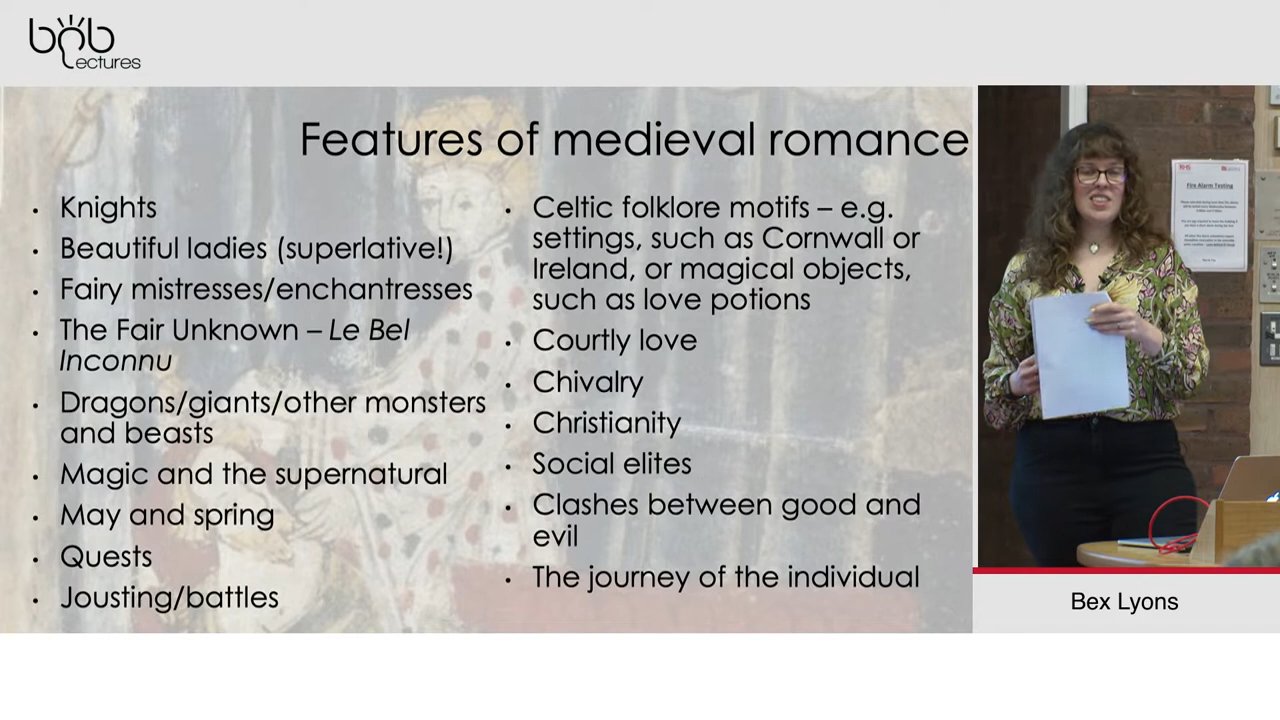 bob
Lectures
Features of medieval romance
• Knights
• Beautiful ladies (superlative!)
• Fairy mistresses/enchantresses
• The Fair Unknown – Le Bel
Inconnu
• Dragons/giants/other monsters
and beasts
• Magic and the supernatural
• May and spring
• Quests
• Jousting/battles
• Celtic folklore motifs – e.g.
settings, such as Cornwall or
Ireland, or magical objects,
such as love potions
• Courtly love
• Chivalry
• Christianity
• Social elites
• Clashes between good and
evil
• The journey of the individual
Fire Alarm Testing
Bex Lyons